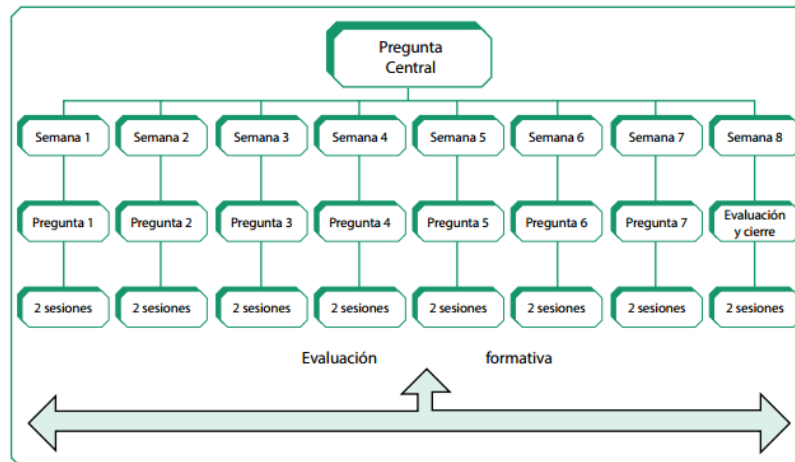 Pregunta
Central
Semana 1
Semana 2
Semana 3
Semana 4
Semana 5
Semana 6
Semana 7
Semana 8
Pregunta 1
Pregunta 2
Pregunta 3
Pregunta 4
Pregunta 5
Pregunta 6
Pregunta 7
Evaluación
y cierre
2 sesiones
2 sesiones
2 sesiones
2 sesiones
2 sesiones
2 sesiones
2 sesiones
2 sesiones
Evaluación formativa